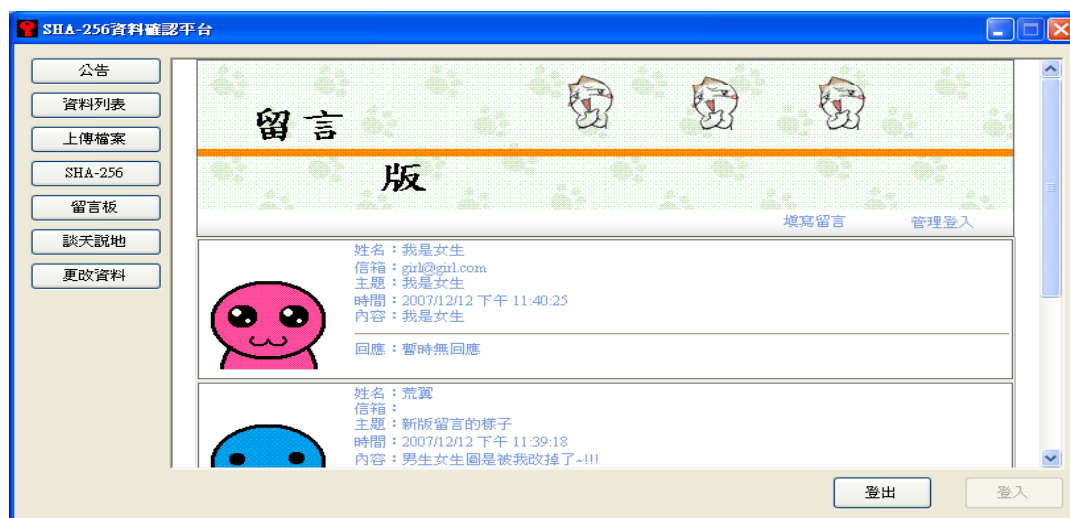 SHA-256資料確認平台
公告
資料列表
上傳檔案
SHA-256
留言板
談天說地
更改資料
留言
版
填寫留言
管理登入
姓名：我是女生
信箱：girl@girl.com
主題：我是女生
時間：2007/12/12 下午 11:40:25
內容：我是女生
回應：暫時無回應
姓名：荒翼
信箱：
主題：新版留言的樣子
時間：2007/12/12 下午 11:39:18
內容：男生女生圖是被我改掉了~!!!
登出
登入